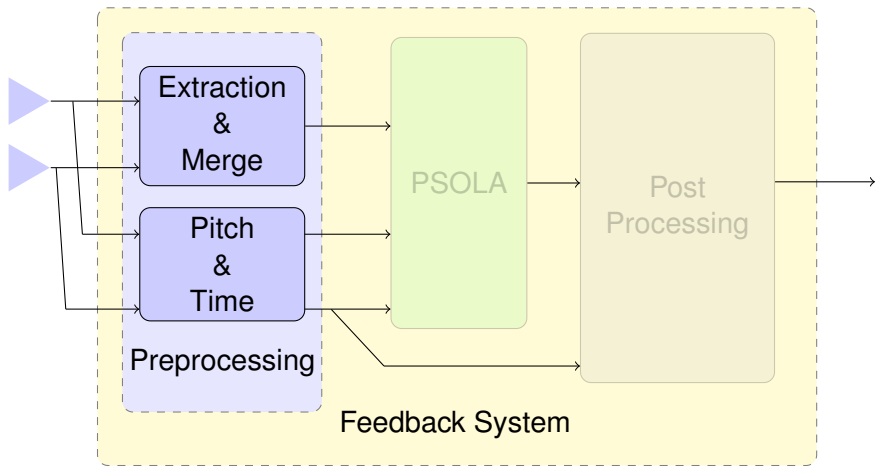 Extraction
&
Merge
Pitch
&
Time
Preprocessing
PSOLA
Post
Processing
Feedback System